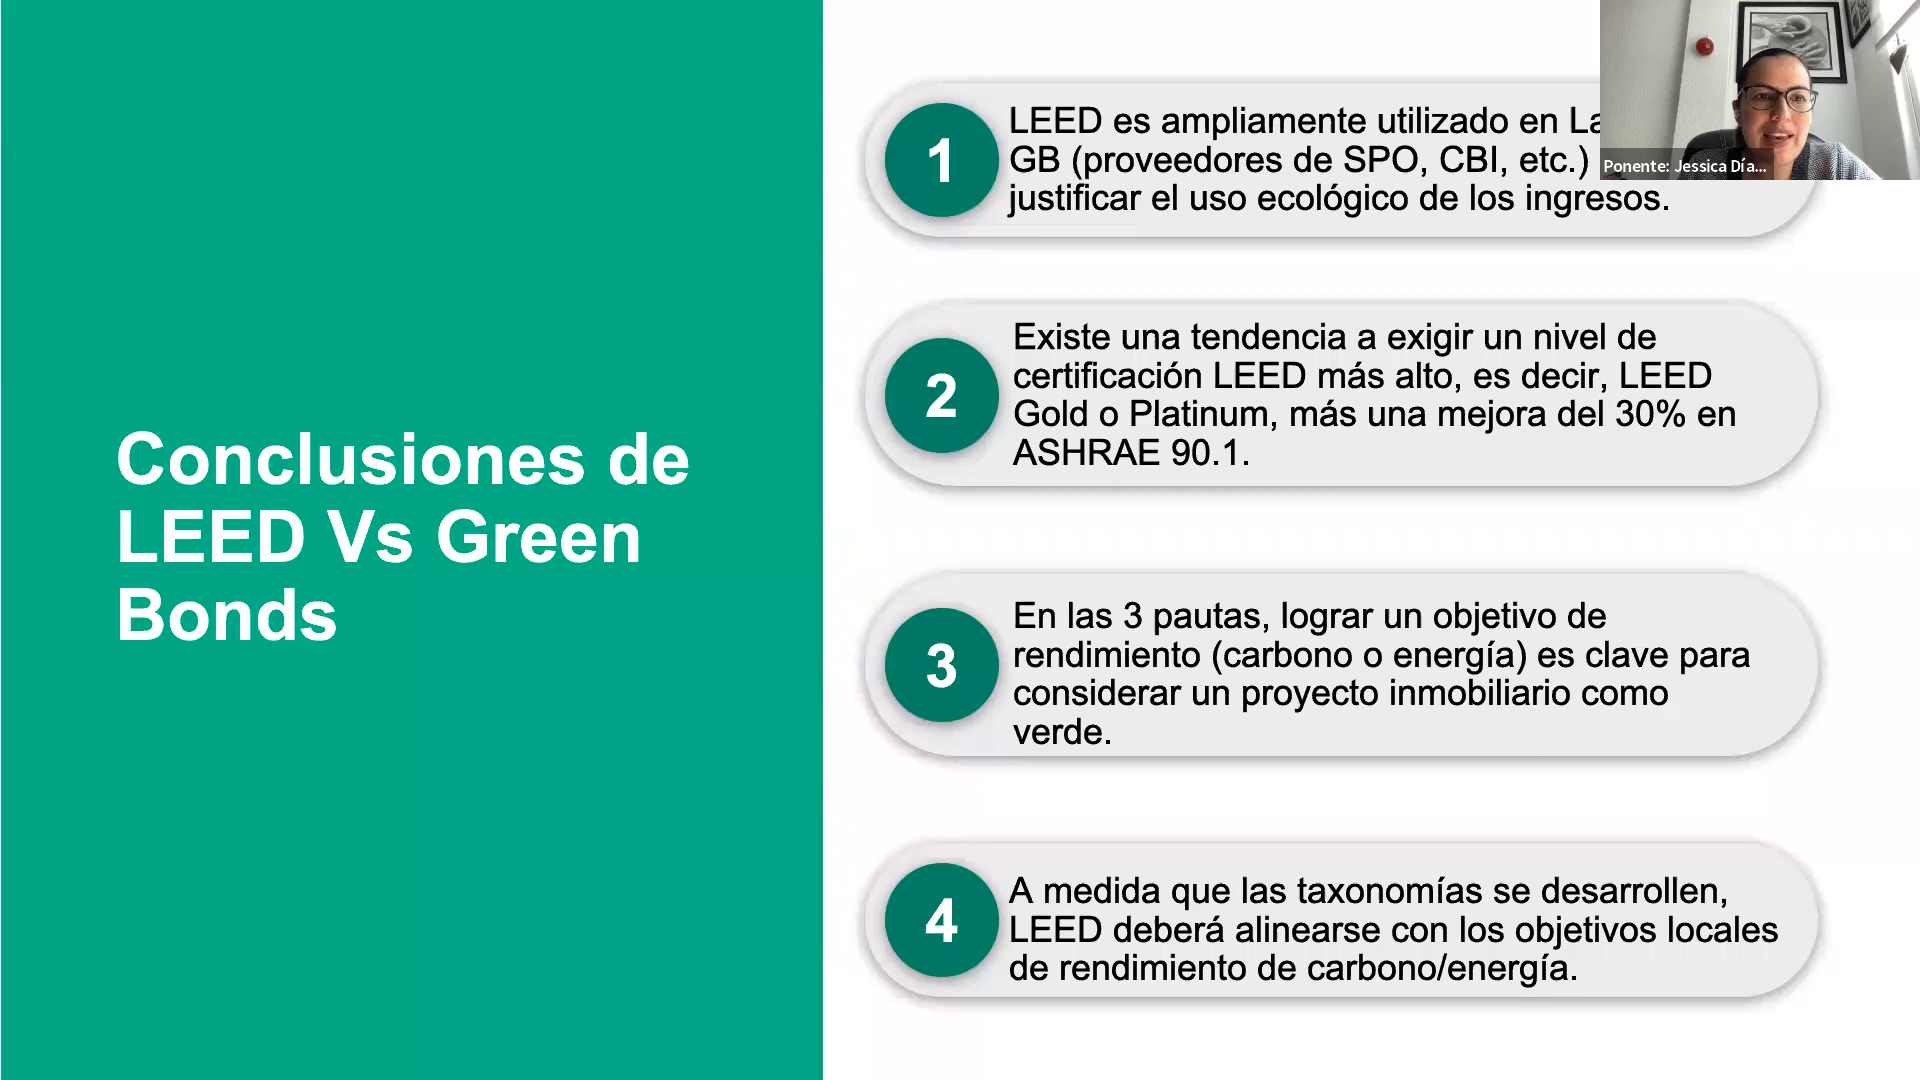 Conclusiones de
LEED Vs Green
Bonds
1
LEED es ampliamente utilizado en
GB (proveedores de SPO, CBI, etc.)
justificar el uso ecológico de los ingresos.
2
Existe una tendencia a exigir un nivel de
certificación LEED más alto, es decir, LEED
Gold o Platinum, más una mejora del 30% en
ASHRAE 90.1.
3
En las 3 pautas, lograr un objetivo de
rendimiento (carbono o energía) es clave para
considerar un proyecto inmobiliario como
verde.
4
A medida que las taxonomías se desarrollen,
LEED deberá alinearse con los objetivos locales
de rendimiento de carbono/energía.
Ponente: Jessica Día...